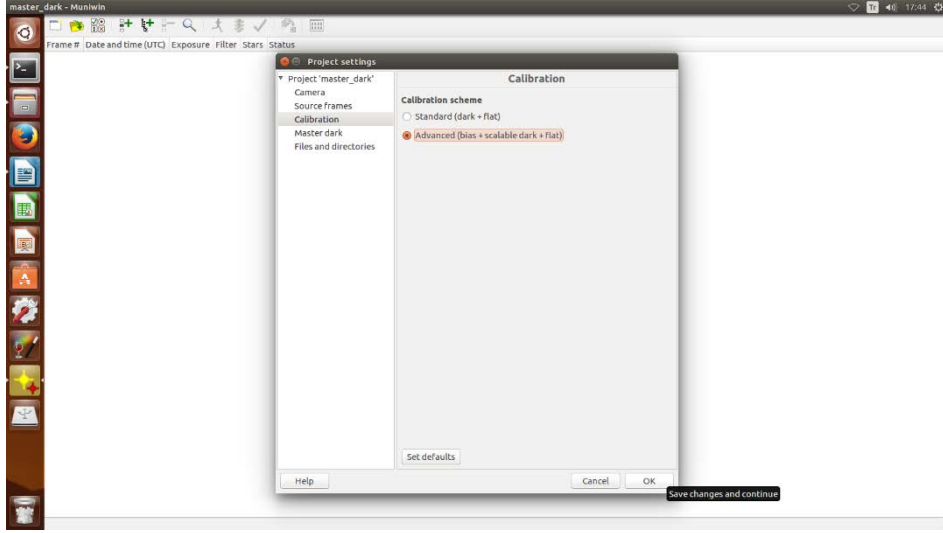 master_dark - Muniwin
Tr 17:44
Frame # Date and time (UTC) Exposure Filter Stars Status
Project settings
Project 'master_dark'
Camera
Source frames
Calibration
Master dark
Files and directories
Calibration
Calibration scheme
Standard (dark + flat)
Advanced (bias + scalable dark + flat)
Set defaults
Help
Cancel
OK
Save changes and continue